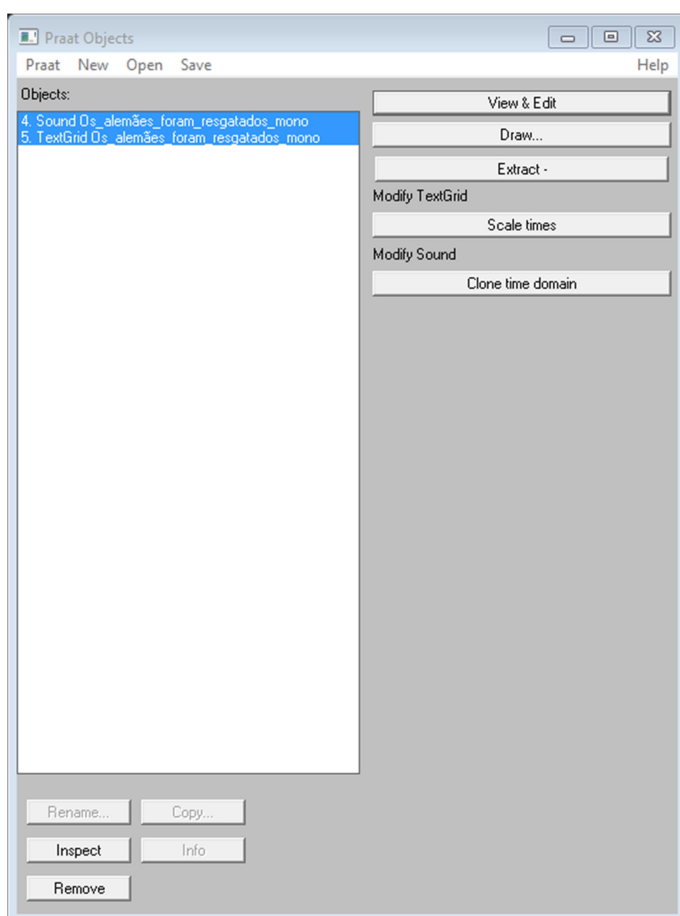 Praat Objects
Praat New Open Save Help
Objects:
4. Sound Os_alemães_foram_resgatados_mono
5. TextGrid Os_alemães_foram_resgatados_mono
View & Edit
Draw...
Extract -
Modify TextGrid
Scale times
Modify Sound
Clone time domain
Rename... Copy...
Inspect Info
Remove